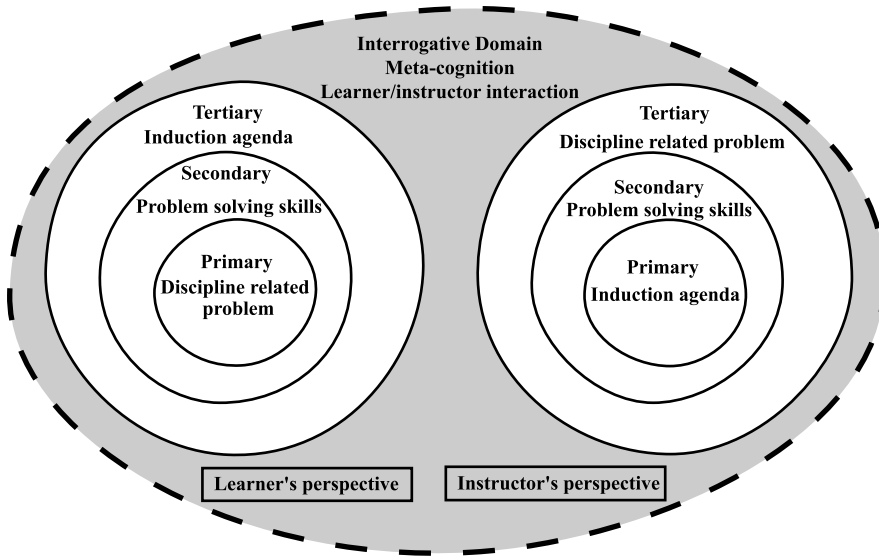 Interrogative Domain
Meta-cognition
Learner/instructor interaction
Tertiary
Induction agenda
Secondary
Problem solving skills
Primary
Discipline related
problem
Tertiary
Discipline related problem
Secondary
Problem solving skills
Primary
Induction agenda
Learner's perspective
Instructor's perspective